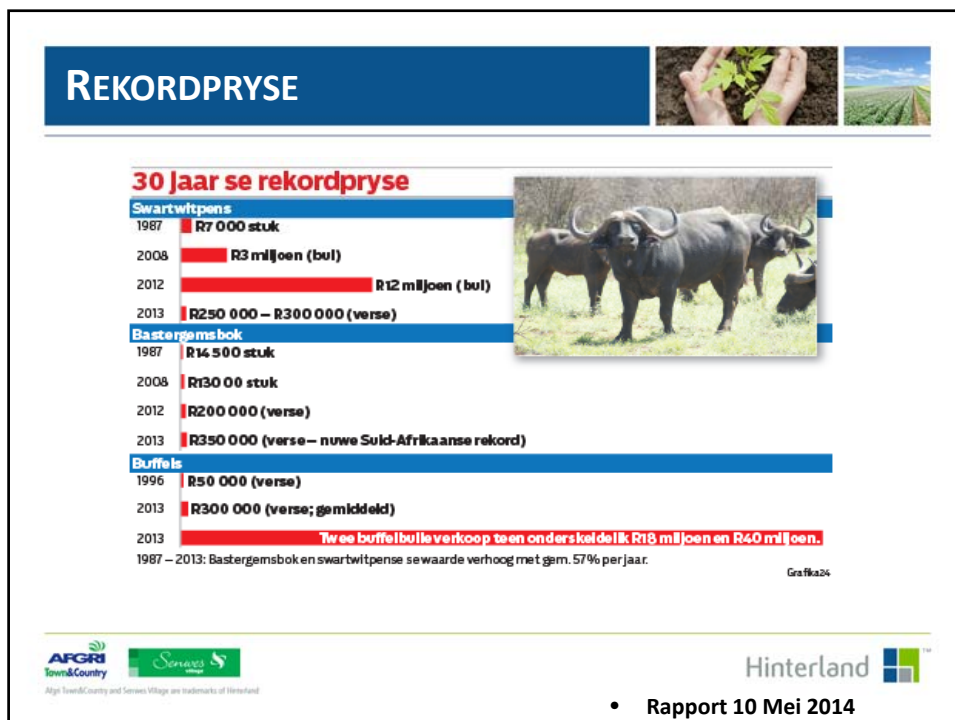 REKORDPRYSE
30 Jaar se rekordpryse
Swartwitpens
1987 R7 000 stuk
2008 R3 miljoen (bul)
2012 R12 miljoen (bul)
2013 R250 000 – R300 000 (verse)
Bastergemsbok
1987 R14 500 stuk
2008 R130 00 stuk
2012 R200 000 (verse)
2013 R350 000 (verse – nuwe Suid-Afrikaanse rekord)
Buffels
1996 R50 000 (verse)
2013 R300 000 (verse; gemiddeld)
2013 Twee buffelbulle verkoop teen onderskeidelik R18 miljoen en R40 miljoen.
1987 – 2013: Bastergemsbok en swartwitpense se waarde verhoog met gem. 57% per jaar.
Grafika24
AFGRI
Town&Country
Senwes
village
Hinterland ™
Afgri Town&Country and Senwes Village are trademarks of Hinterland
• Rapport 10 Mei 2014